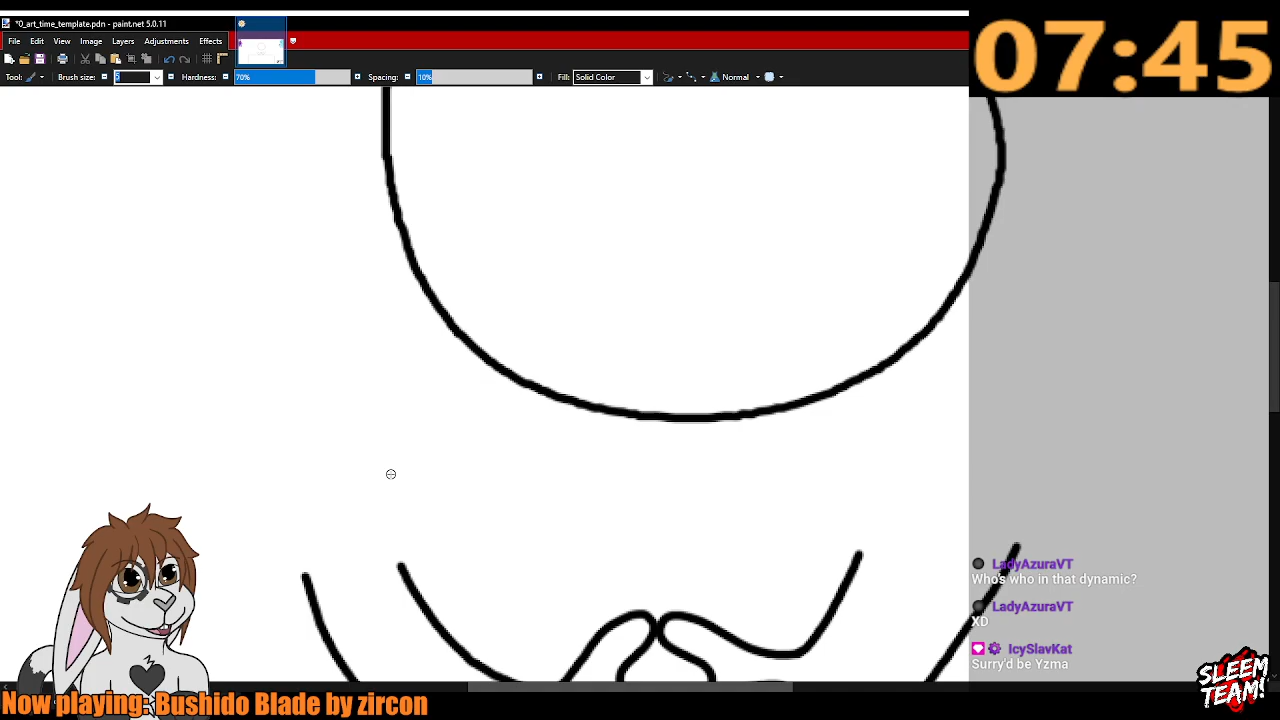 *0_art_time_template.pdn - paint.net 5.0.11
07:45
File Edit View Image Layers Adjustments Effects
Tool: Brush size: 5 Hardness: 70% Spacing: 10% Fill: Solid Color Normal
LadyAzuraVT
Who's who in that dynamic?
LadyAzuraVT
XD
IcySlavKat
Surry'd be Yzma
SLEEM
TEAM!
Now playing: Bushido Blade by zircon